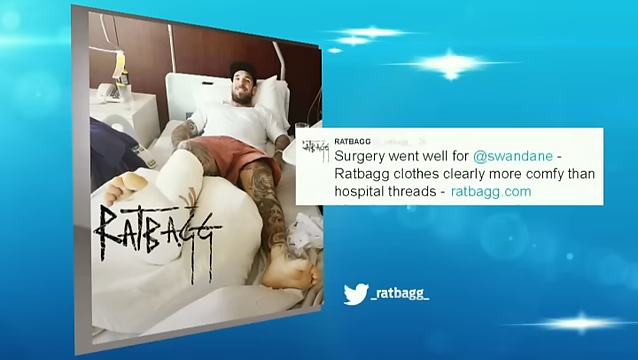 RATBAGG
RATBAGG
Surgery went well for @swandane -
Ratbagg clothes clearly more comfy than
hospital threads - ratbagg.com
_ratbagg_